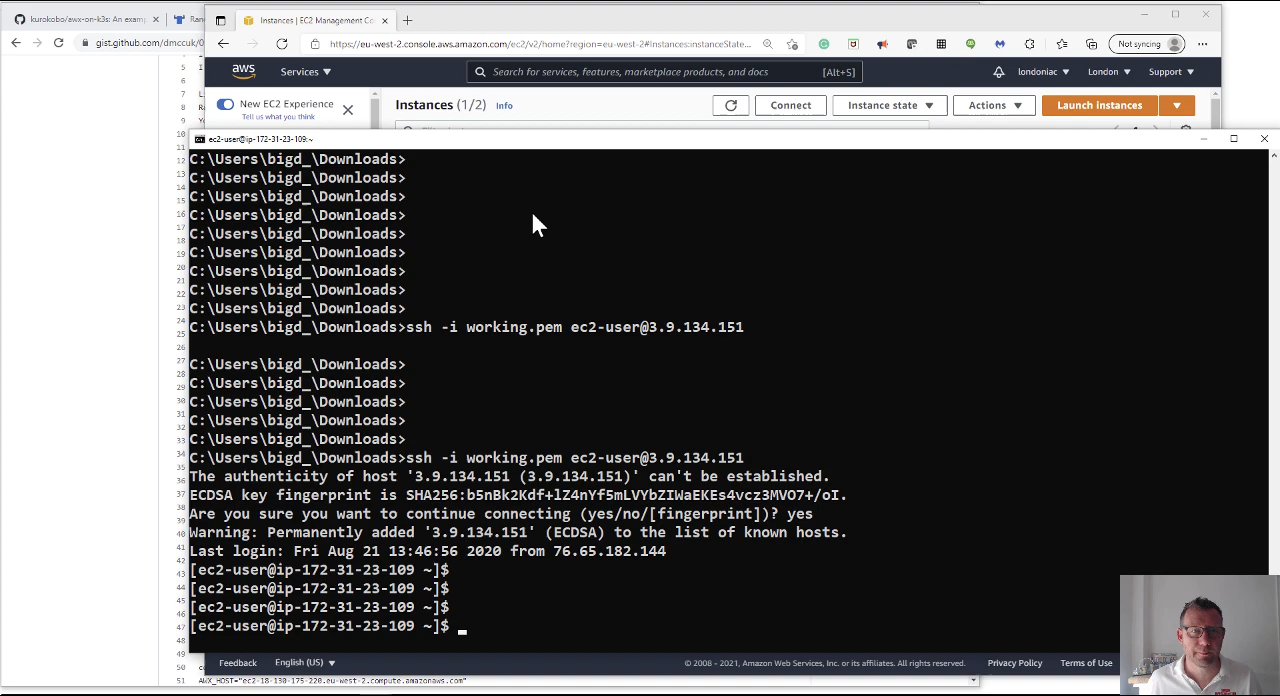 kurokobo/awx-on-k3s: An examp
Ran
Instances | EC2 Management Co
gist.github.com/dmccuk/0
https://eu-west-2.console.aws.amazon.com/ec2/v2/home?region=eu-west-2#Instances:instanceState...
Not syncing
aws
Services
Search for services, features, marketplace products, and docs
[Alt+S]
londoniac
London
Support
New EC2 Experience
Tell us what you think
Instances (1/2)
Info
Connect
Instance state
Actions
Launch instances
ec2-user@ip-172-31-23-109:~
C:\Users\bigd_\Downloads>
C:\Users\bigd_\Downloads>
C:\Users\bigd_\Downloads>
C:\Users\bigd_\Downloads>
C:\Users\bigd_\Downloads>
C:\Users\bigd_\Downloads>
C:\Users\bigd_\Downloads>
C:\Users\bigd_\Downloads>
C:\Users\bigd_\Downloads>
C:\Users\bigd_\Downloads>ssh -i working.pem ec2-user@3.9.134.151
C:\Users\bigd_\Downloads>
C:\Users\bigd_\Downloads>
C:\Users\bigd_\Downloads>
C:\Users\bigd_\Downloads>
C:\Users\bigd_\Downloads>
C:\Users\bigd_\Downloads>ssh -i working.pem ec2-user@3.9.134.151
The authenticity of host '3.9.134.151 (3.9.134.151)' can't be established.
ECDSA key fingerprint is SHA256:b5nBk2Kdf+lZ4nYf5mLVYbZIWaEKEs4vcz3MVO7+/oI.
Are you sure you want to continue connecting (yes/no/[fingerprint])? yes
Warning: Permanently added '3.9.134.151' (ECDSA) to the list of known hosts.
Last login: Fri Aug 21 13:46:56 2020 from 76.65.182.144
[ec2-user@ip-172-31-23-109 ~]$
[ec2-user@ip-172-31-23-109 ~]$
[ec2-user@ip-172-31-23-109 ~]$
[ec2-user@ip-172-31-23-109 ~]$
Feedback
English (US)
© 2008 - 2021, Amazon Web Services, Inc. or its affiliates. All rights reserved.
Privacy Policy
Terms of Use
51 AWX_HOST="ec2-18-130-175-220.eu-west-2.compute.amazonaws.com"